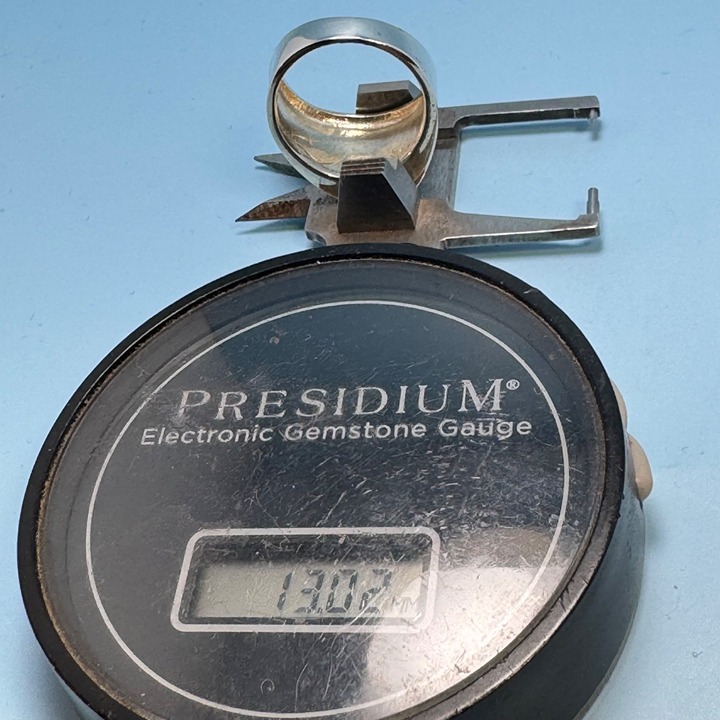 PRESIDIUM®
Electronic Gemstone Gauge
13.02 MM